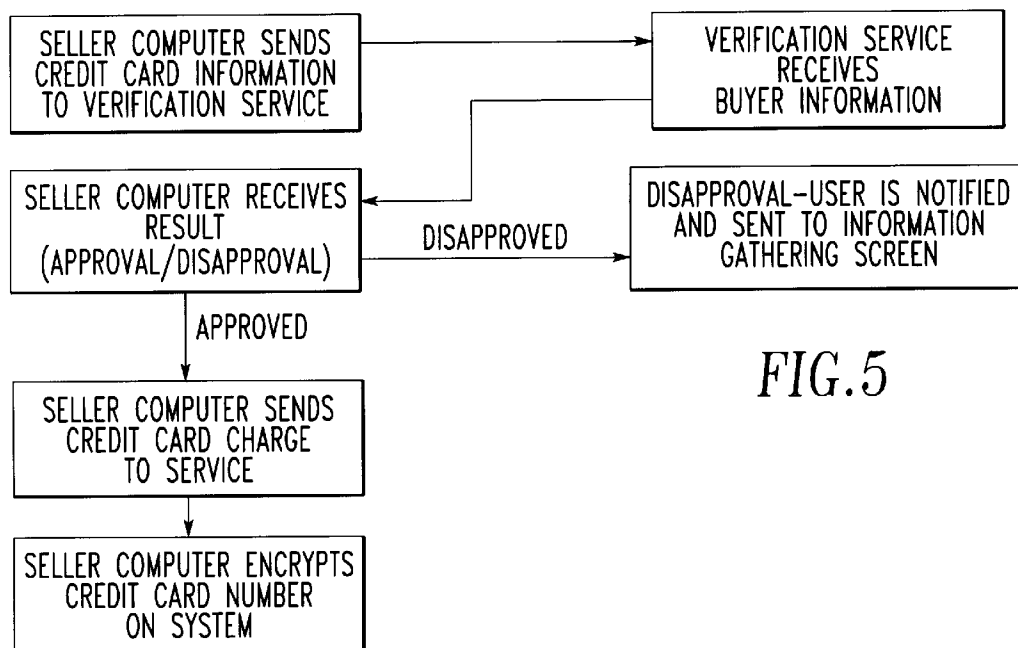 SELLER COMPUTER SENDS
CREDIT CARD INFORMATION
TO VERIFICATION SERVICE
VERIFICATION SERVICE
RECEIVES
BUYER INFORMATION
SELLER COMPUTER RECEIVES
RESULT
(APPROVAL/DISAPPROVAL)
DISAPPROVED
DISAPPROVAL-USER IS NOTIFIED
AND SENT TO INFORMATION
GATHERING SCREEN
APPROVED
FIG.5
SELLER COMPUTER SENDS
CREDIT CARD CHARGE
TO SERVICE
SELLER COMPUTER ENCRYPTS
CREDIT CARD NUMBER
ON SYSTEM